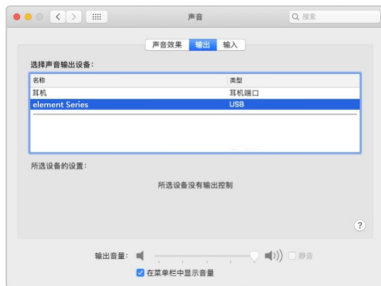 声音
搜索
声音效果 输出 输入
选择声音输出设备：
名称 类型
耳机 耳机端口
element Series USB
所选设备的设置：
所选设备没有输出控制
?
输出音量： 静音
在菜单栏中显示音量